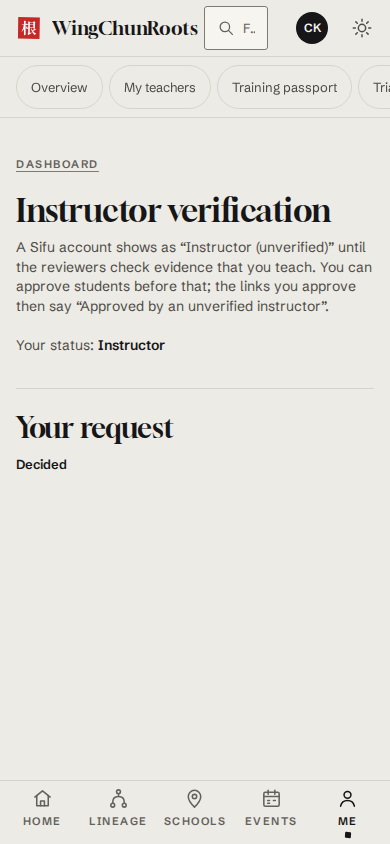 根 WingChunRoots F.. CK
Overview My teachers Training passport Tria
DASHBOARD
Instructor verification
A Sifu account shows as “Instructor (unverified)” until
the reviewers check evidence that you teach. You can
approve students before that; the links you approve
then say “Approved by an unverified instructor”.
Your status: Instructor
Your request
Decided
HOME LINEAGE SCHOOLS EVENTS ME